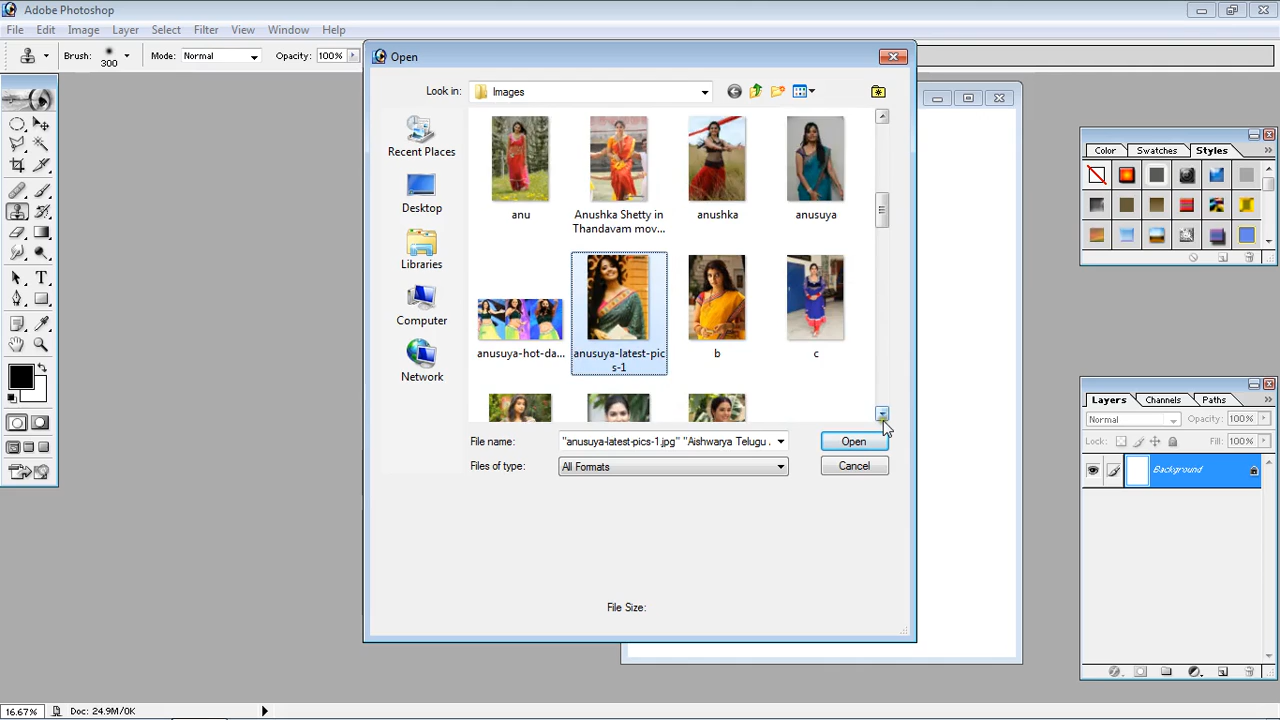 Adobe Photoshop
File Edit Image Layer Select Filter View Window Help
Brush: 300 Mode: Normal Opacity: 100%
Open
Look in: Images
Recent Places
Desktop
Libraries
Computer
Network
anu
Anushka Shetty in
Thandavam mov...
anushka
anusuya
anusuya-hot-da...
anusuya-latest-pic
s-1
b
c
File name: "anusuya-latest-pics-1.jpg" "Aishwarya Telugu
Open
Files of type: All Formats
Cancel
File Size:
Color Swatches Styles
Layers Channels Paths
Normal Opacity: 100%
Lock: Fill: 100%
Background
16.67% Doc: 24.9M/0K